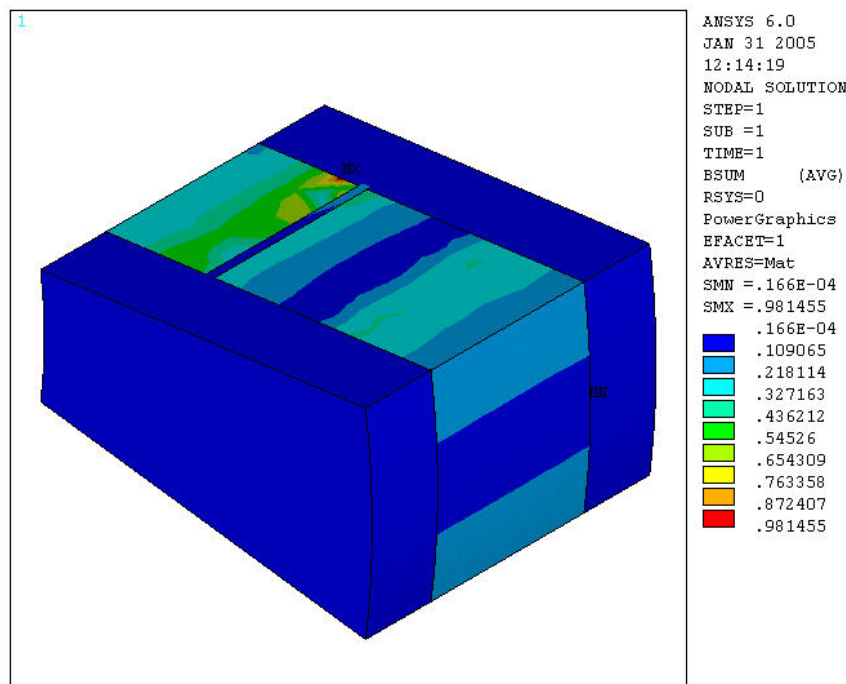 1
ANSYS 6.0
JAN 31 2005
12:14:19
NODAL SOLUTION
STEP=1
SUB =1
TIME=1
BSUM (AVG)
RSYS=0
PowerGraphics
EFACET=1
AVRES=Mat
SMN =.166E-04
SMX =.981455
.166E-04
.109065
.218114
.327163
.436212
.54526
.654309
.763358
.872407
.981455
MX
MN